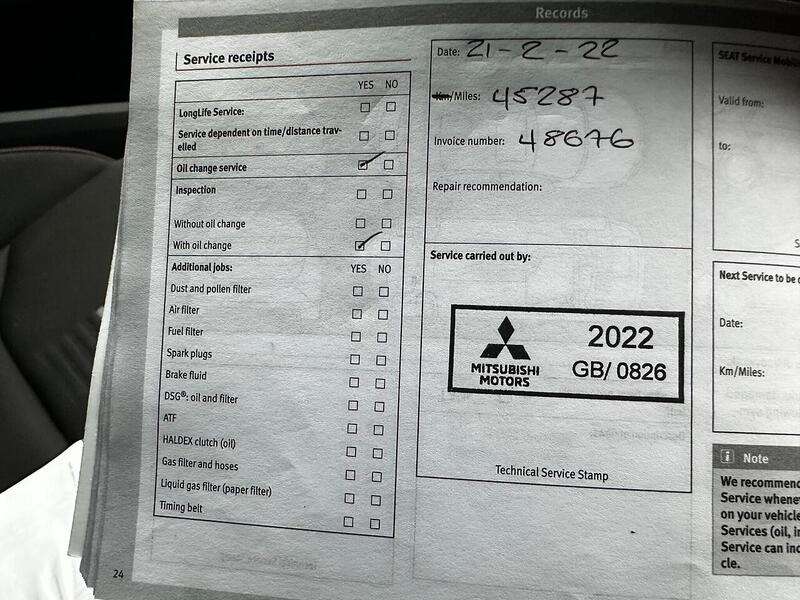 Records
Service receipts
YES NO
LongLife Service:
Service dependent on time/distance trav-
elled
Oil change service
Inspection
Without oil change
With oil change
Additional jobs: YES NO
Dust and pollen filter
Air filter
Fuel filter
Spark plugs
Brake fluid
DSG®: oil and filter
ATF
HALDEX clutch (oil)
Gas filter and hoses
Liquid gas filter (paper filter)
Timing belt
24
Date: 21-2-22
Km/Miles: 45287
Invoice number: 48676
Repair recommendation:
Service carried out by:
MITSUBISHI
MOTORS
2022
GB/ 0826
Technical Service Stamp
SEAT Service
Valid from:
to:
S
Next Service to be
Date:
Km/Miles:
i Note
We recommend
Service
on your vehicle
Services (oil,
Service can
cle.